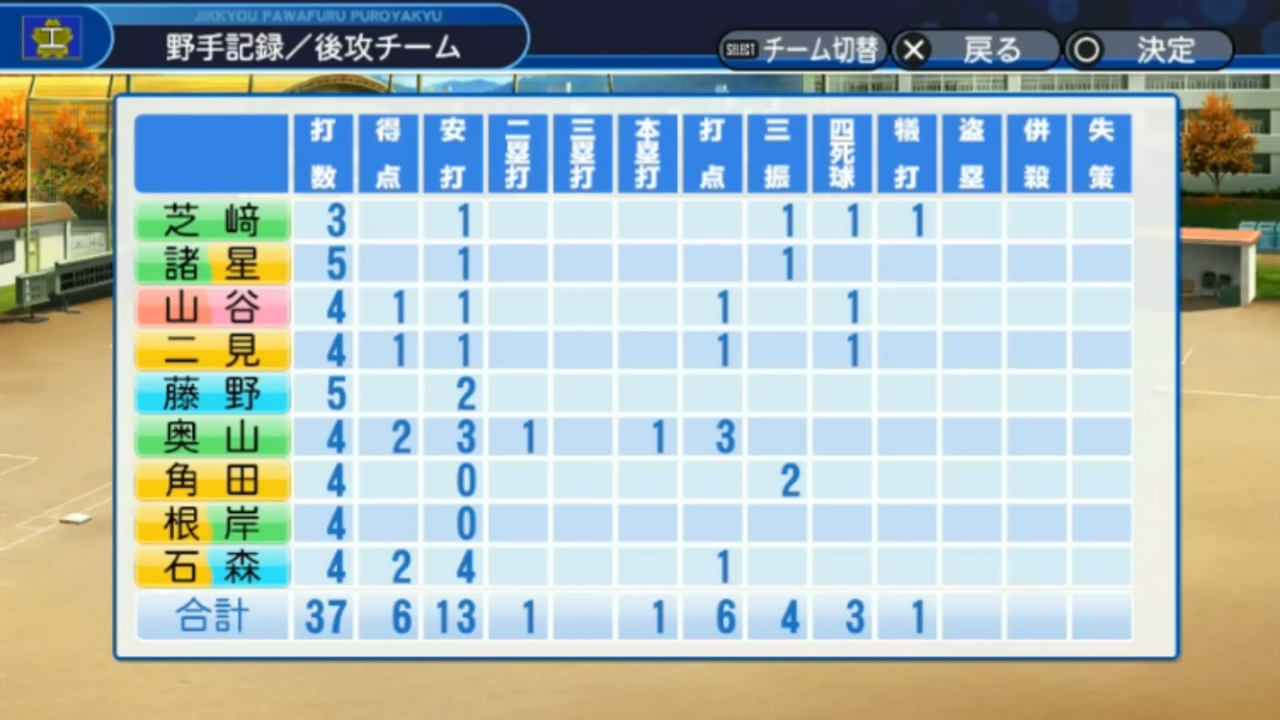 JIKKYOU PAWAFURU PUROYAKYU
工 野手記録／後攻チーム SELECT チーム切替 戻る 決定
打数 得点 安打 二塁打 三塁打 本塁打 打点 三振 四死球 犠打 盗塁 併殺 失策
芝﨑 3 1 1 1 1
諸星 5 1 1
山谷 4 1 1 1 1
二見 4 1 1 1 1
藤野 5 2
奥山 4 2 3 1 1 3
角田 4 0 2
根岸 4 0
石森 4 2 4 1
合計 37 6 13 1 1 6 4 3 1